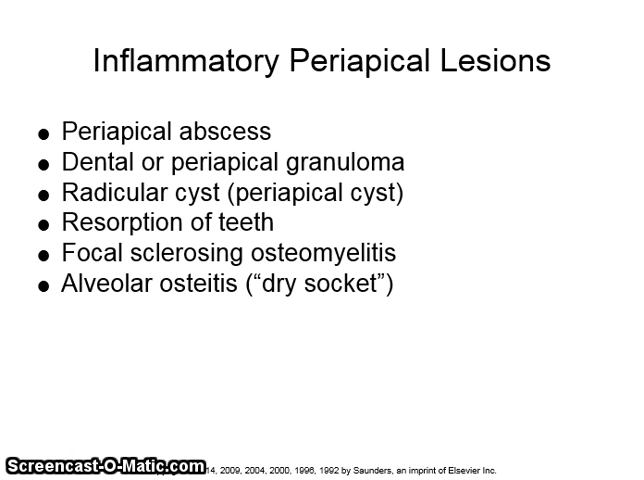 Inflammatory Periapical Lesions
● Periapical abscess
● Dental or periapical granuloma
● Radicular cyst (periapical cyst)
● Resorption of teeth
● Focal sclerosing osteomyelitis
● Alveolar osteitis (“dry socket”)
Screencast-O-Matic.com 14, 2009, 2004, 2000, 1996, 1992 by Saunders, an imprint of Elsevier Inc.